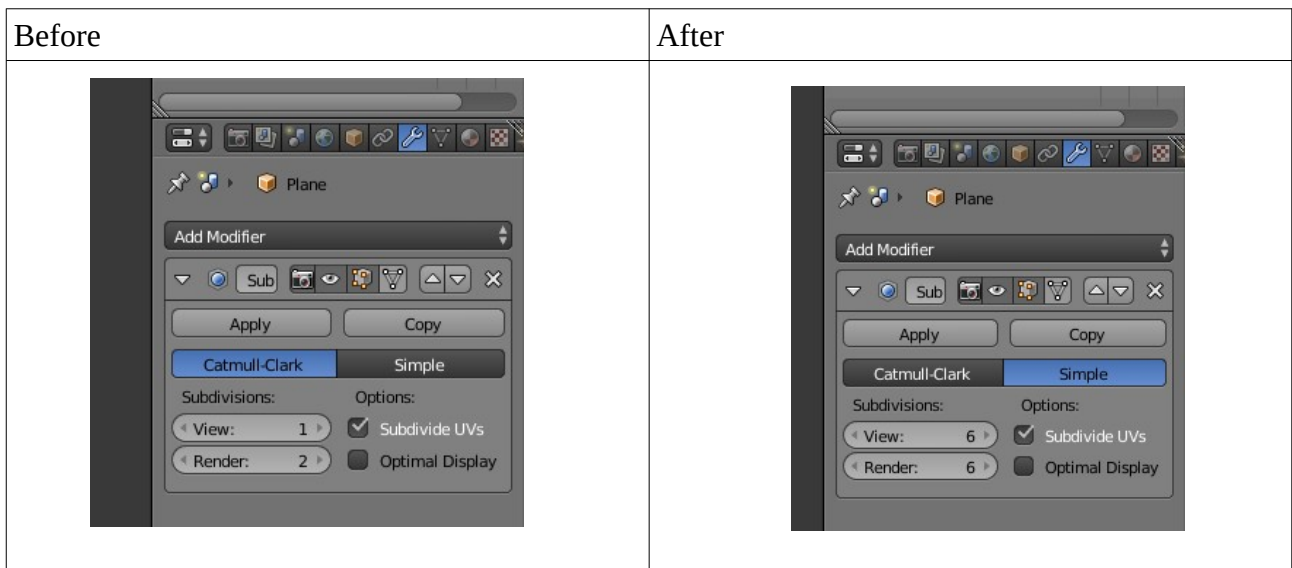 Before
After
Plane
Add Modifier
Sub
Apply
Copy
Catmull-Clark
Simple
Subdivisions:
Options:
View: 1
Subdivide UVs
Render: 2
Optimal Display
Plane
Add Modifier
Sub
Apply
Copy
Catmull-Clark
Simple
Subdivisions:
Options:
View: 6
Subdivide UVs
Render: 6
Optimal Display